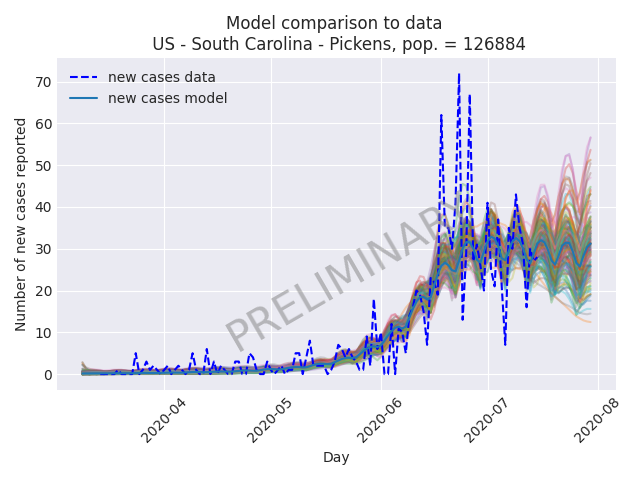 Model comparison to data
US - South Carolina - Pickens, pop. = 126884
new cases data
new cases model
PRELIMINARY
Number of new cases reported
70
60
50
40
30
20
10
0
2020-04
2020-05
2020-06
2020-07
2020-08
Day